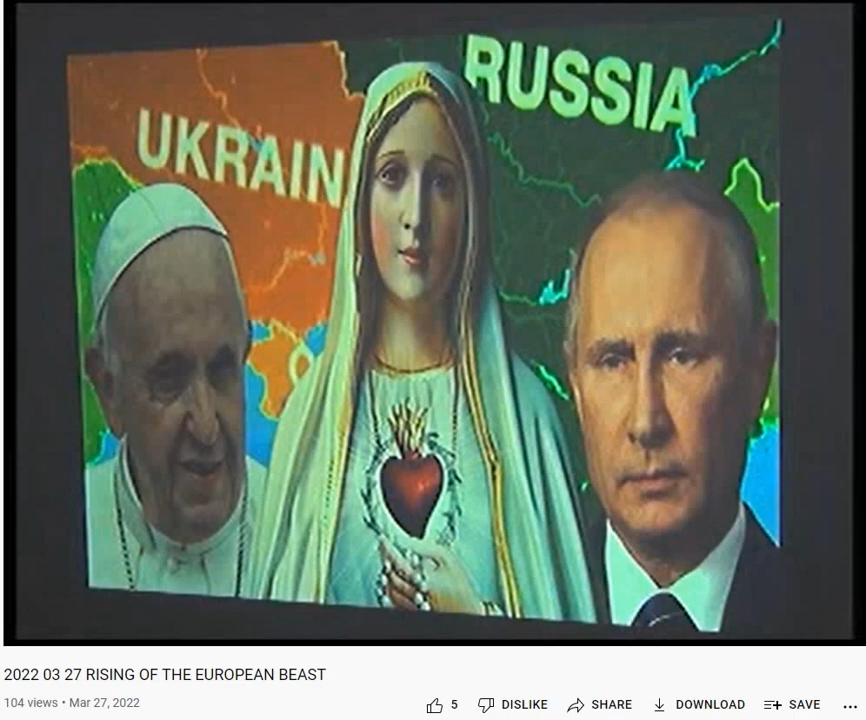 RUSSIA
UKRAIN
2022 03 27 RISING OF THE EUROPEAN BEAST
104 views • Mar 27, 2022
5 DISLIKE SHARE DOWNLOAD SAVE